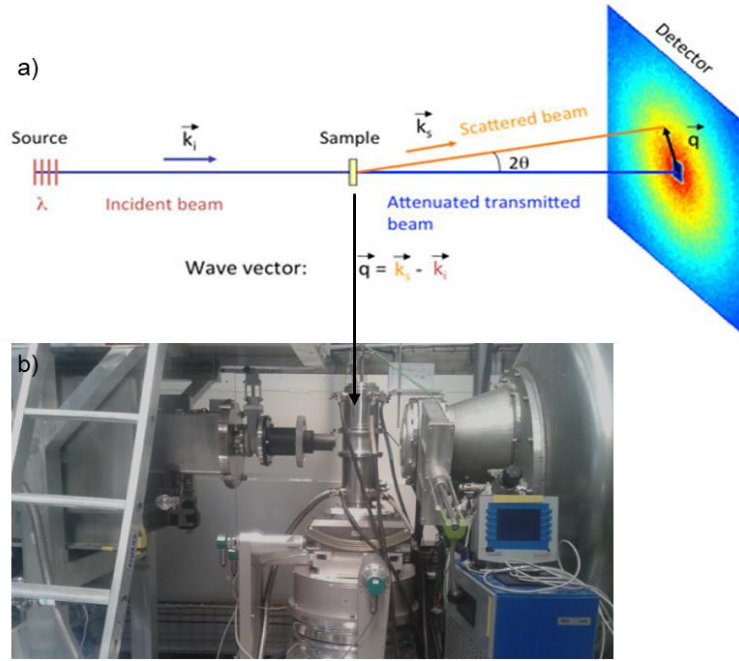 a)
Detector
Source
k_i
Sample
k_s
Scattered beam
q
2θ
λ
Incident beam
Attenuated transmitted
beam
Wave vector: q = k_s - k_i
b)